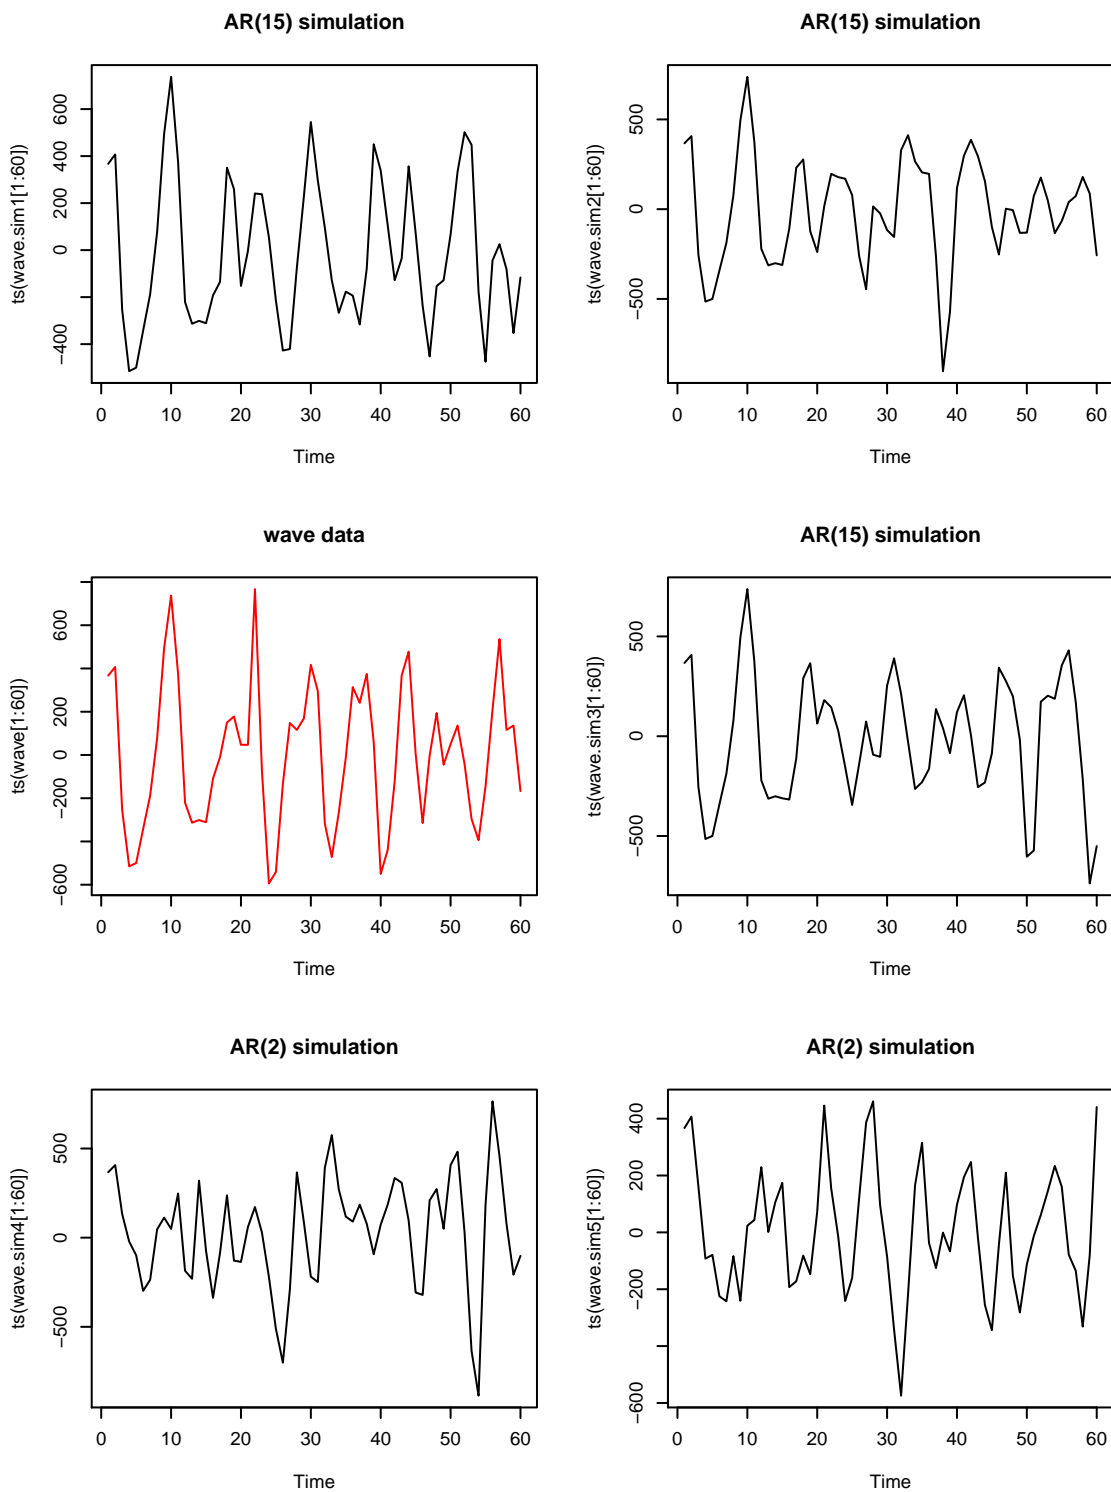 AR(15) simulation
ts(wave.sim1[1:60])
600
400
200
0
−400
0 10 20 30 40 50 60
Time
AR(15) simulation
ts(wave.sim2[1:60])
500
0
−500
0 10 20 30 40 50 60
Time
wave data
ts(wave[1:60])
600
200
0
−200
−600
0 10 20 30 40 50 60
Time
AR(15) simulation
ts(wave.sim3[1:60])
500
0
−500
0 10 20 30 40 50 60
Time
AR(2) simulation
ts(wave.sim4[1:60])
500
0
−500
0 10 20 30 40 50 60
Time
AR(2) simulation
ts(wave.sim5[1:60])
400
200
0
−200
−600
0 10 20 30 40 50 60
Time